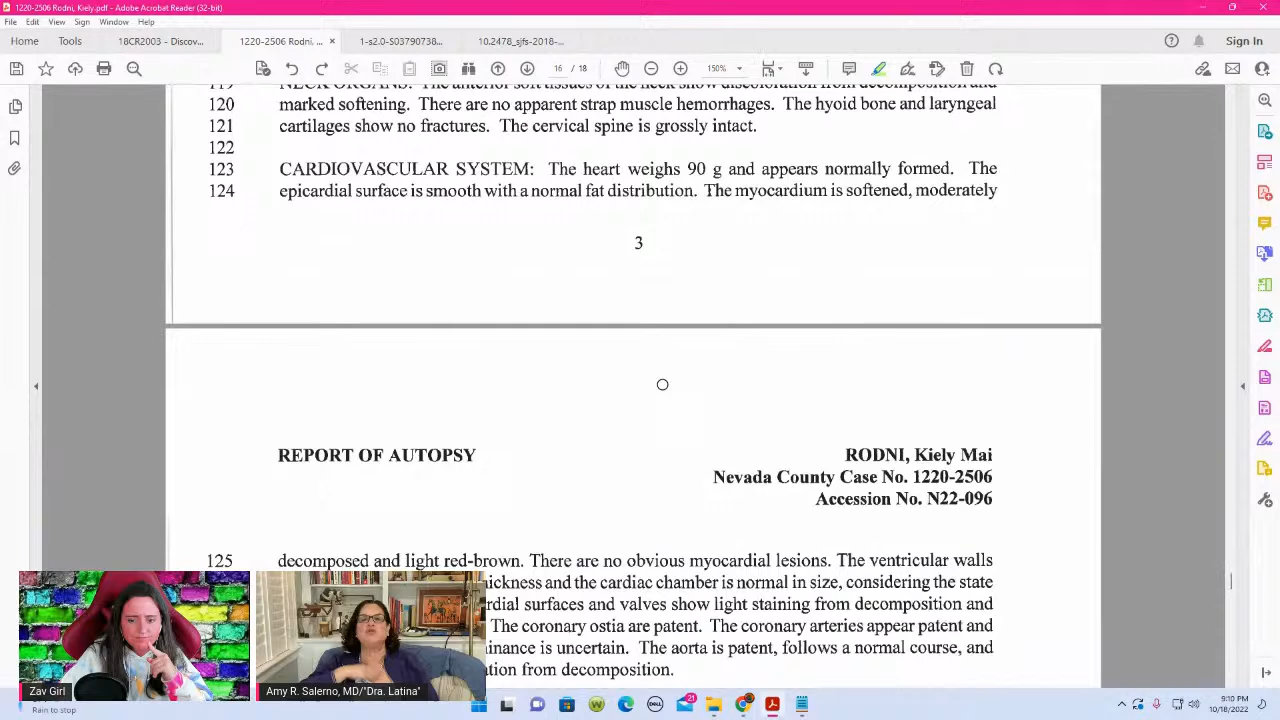 1220-2506 Rodni, Kiely.pdf - Adobe Acrobat Reader (32-bit)
File Edit View Sign Window Help
Home Tools 18CR2003 - Discov... 1220-2506 Rodni, ... × 1-s2.0-S03790738... 10.2478_sjfs-2018-... Sign In
16 / 18 150%
119 NECK ORGANS: The anterior soft tissues of the neck show discoloration from decomposition and
120 marked softening. There are no apparent strap muscle hemorrhages. The hyoid bone and laryngeal
121 cartilages show no fractures. The cervical spine is grossly intact.
122
123 CARDIOVASCULAR SYSTEM: The heart weighs 90 g and appears normally formed. The
124 epicardial surface is smooth with a normal fat distribution. The myocardium is softened, moderately
3
REPORT OF AUTOPSY RODNI, Kiely Mai
Nevada County Case No. 1220-2506
Accession No. N22-096
125 decomposed and light red-brown. There are no obvious myocardial lesions. The ventricular walls
hickness and the cardiac chamber is normal in size, considering the state
rdial surfaces and valves show light staining from decomposition and
The coronary ostia are patent. The coronary arteries appear patent and
inance is uncertain. The aorta is patent, follows a normal course, and
tion from decomposition.
Zav Girl
Amy R. Salerno, MD/"Dra. Latina"
Rain to stop
DELL
21
9:10 PM
10/18/2022